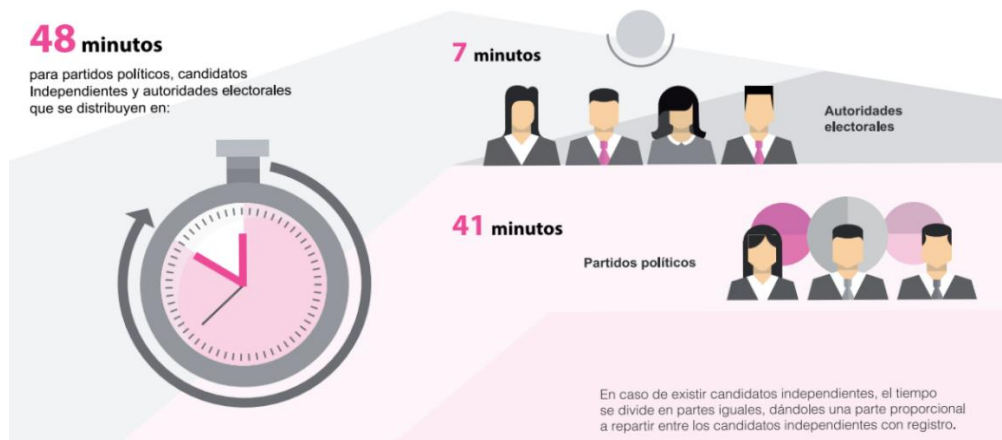 48 minutos
para partidos políticos, candidatos
Independientes y autoridades electorales
que se distribuyen en:
7 minutos
Autoridades
electorales
41 minutos
Partidos políticos
En caso de existir candidatos independientes, el tiempo
se divide en partes iguales, dándoles una parte proporcional
a repartir entre los candidatos independientes con registro.